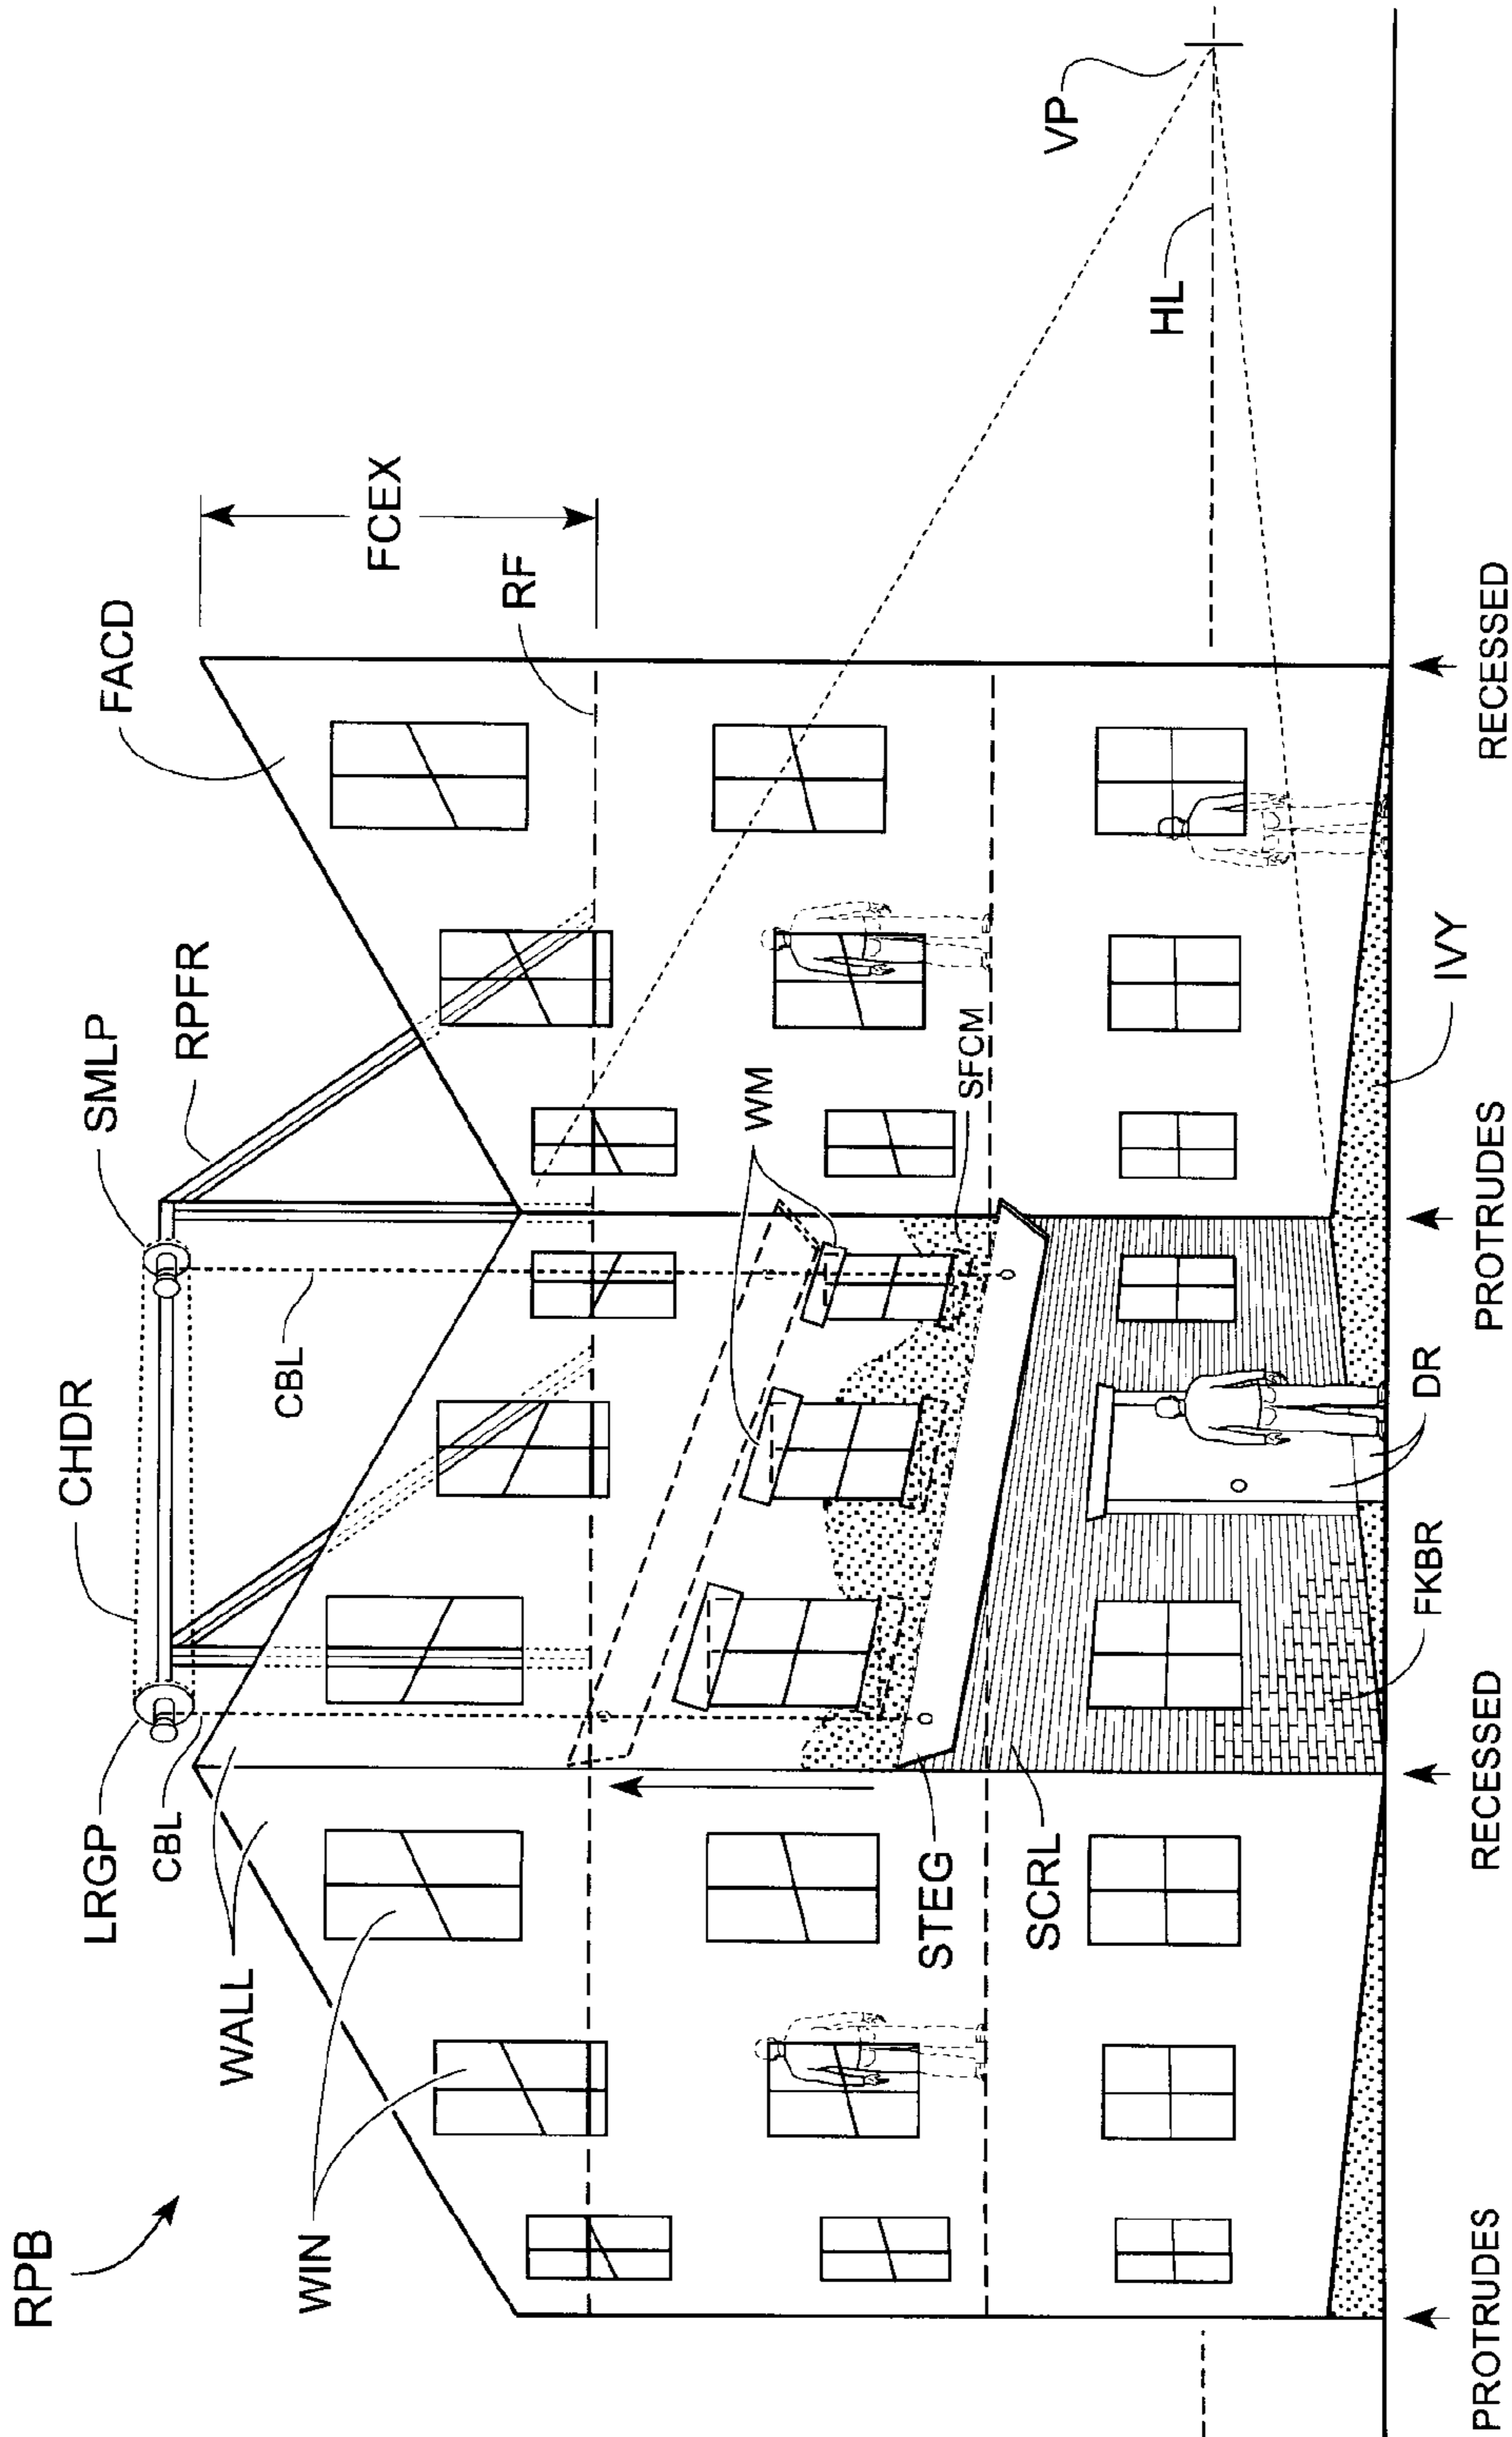 RPB
LRGP
CHDR
SMLP
RPFR
FACD
CBL
CBL
FCEX
WALL
RF
WIN
WM
SFCM
VP
HL
STEG
SCRL
FKBR
DR
IVY
PROTRUDES
RECESSED
PROTRUDES
RECESSED